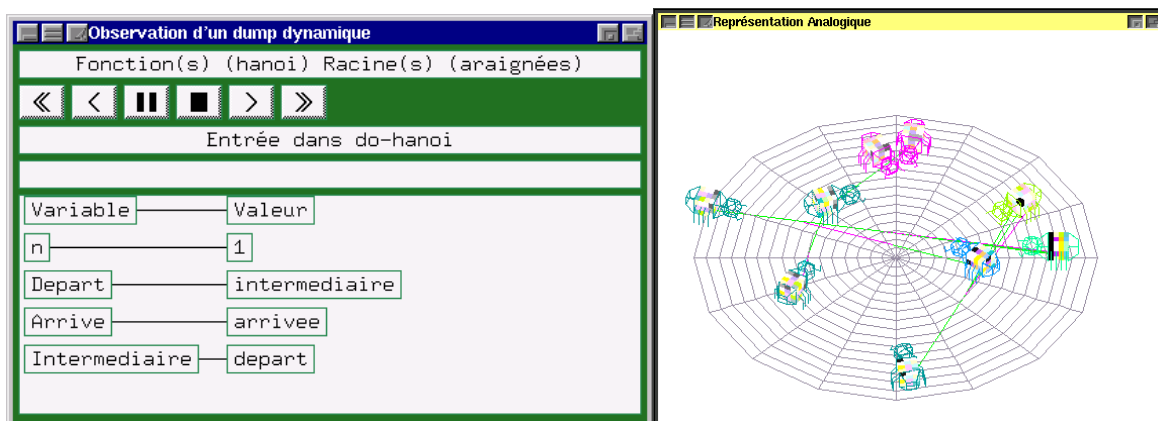 Observation d'un dump dynamique
Fonction(s) (hanoi) Racine(s) (araignées)
Entrée dans do-hanoi
Variable Valeur
n 1
Depart intermediaire
Arrive arrivee
Intermediaire depart
Représentation Analogique